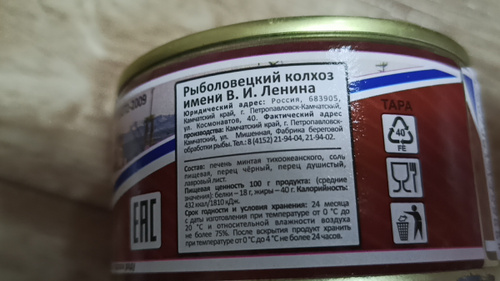 Рыболовецкий колхоз
имени В. И. Ленина
Юридический адрес: Россия, 683905,
Камчатский край, г. Петропавловск-Камчатский,
ул. Космонавтов, 40. Фактический адрес
производства: Камчатский край, г. Петропавловск-
Камчатский, ул. Мишенная, Фабрика береговой
обработки рыбы. Тел.: 8 (4152) 21-94-04, 21-94-02.
Состав: печень минтая тихоокеанского, соль
пищевая, перец чёрный, перец душистый,
лавровый лист.
Пищевая ценность 100 г продукта: (средние
значения): белки – 18 г, жиры – 40 г. Калорийность:
432 ккал/1810 кДж.
Срок годности и условия хранения: 24 месяца
с даты изготовления при температуре от 0 °С до
20 °С и относительной влажности воздуха
не более 75%. После вскрытия продукт хранят
при температуре от 0 °С до 4 °С не более 24 часов.
ТАРА
40
FE
EAC
-2009